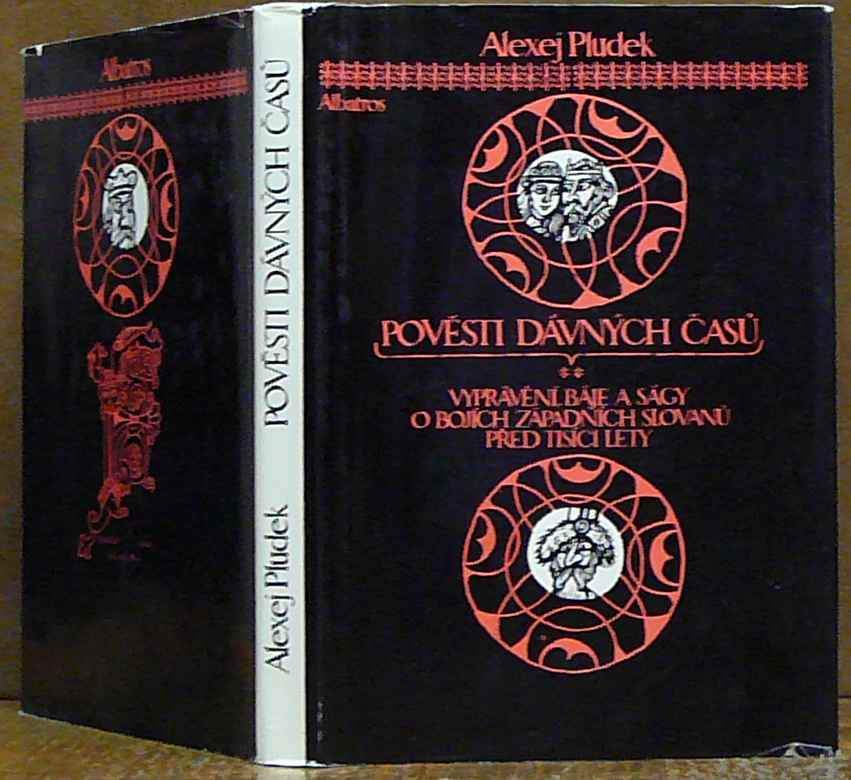 Albatros
POVĚSTI DÁVNÝCH ČASŮ
Alexej Pludek
Alexej Pludek
Albatros
POVĚSTI DÁVNÝCH ČASŮ
**
VYPRÁVĚNÍ, BÁJE A SÁGY
O BOJÍCH ZÁPADNÍCH SLOVANŮ
PŘED TISÍCI LETY